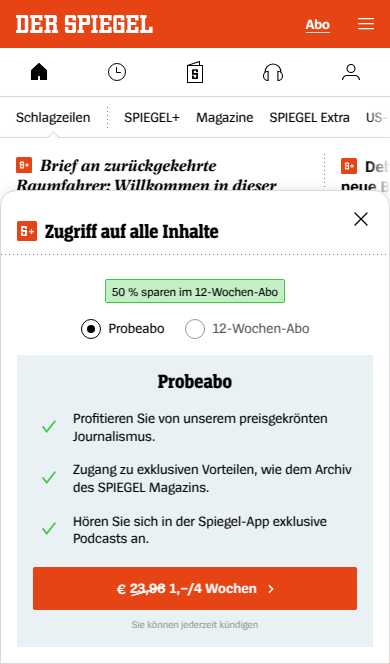 DER SPIEGEL
Abo
Schlagzeilen SPIEGEL+ Magazine SPIEGEL Extra US-
S+ Brief an zurückgekehrte
Raumfahrer: Willkommen in dieser
S+
neue
S+ Zugriff auf alle Inhalte
50 % sparen im 12-Wochen-Abo
Probeabo 12-Wochen-Abo
Probeabo
Profitieren Sie von unserem preisgekrönten
Journalismus.
Zugang zu exklusiven Vorteilen, wie dem Archiv
des SPIEGEL Magazins.
Hören Sie sich in der Spiegel-App exklusive
Podcasts an.
€ 23,96 1,–/4 Wochen
Sie können jederzeit kündigen